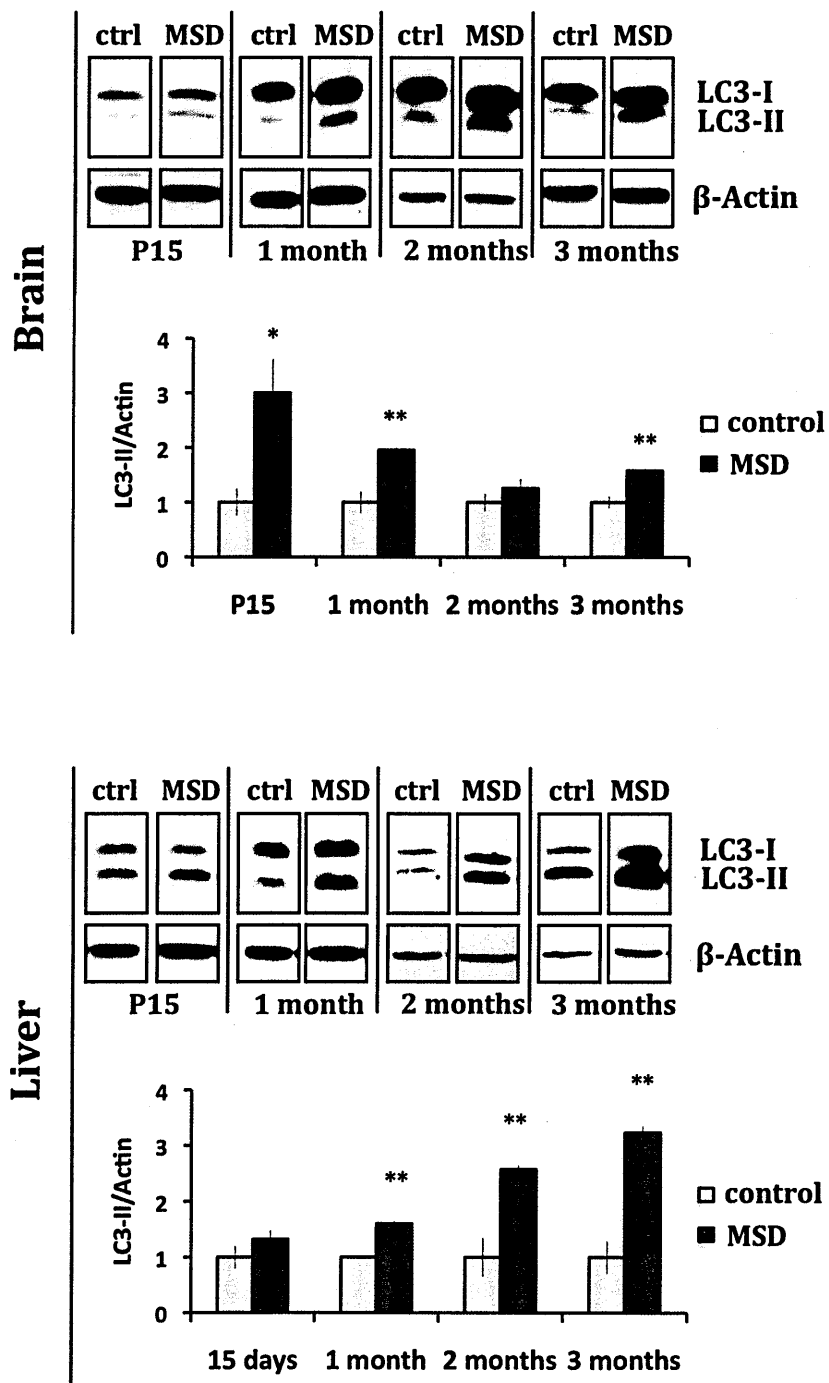 Brain
ctrl MSD ctrl MSD ctrl MSD ctrl MSD
LC3-I
LC3-II
β-Actin
P15 1 month 2 months 3 months
LC3-II/Actin
4
3
2
1
0
* ** **
control
MSD
P15 1 month 2 months 3 months
Liver
ctrl MSD ctrl MSD ctrl MSD ctrl MSD
LC3-I
LC3-II
β-Actin
P15 1 month 2 months 3 months
LC3-II/Actin
4
3
2
1
0
** ** **
control
MSD
15 days 1 month 2 months 3 months